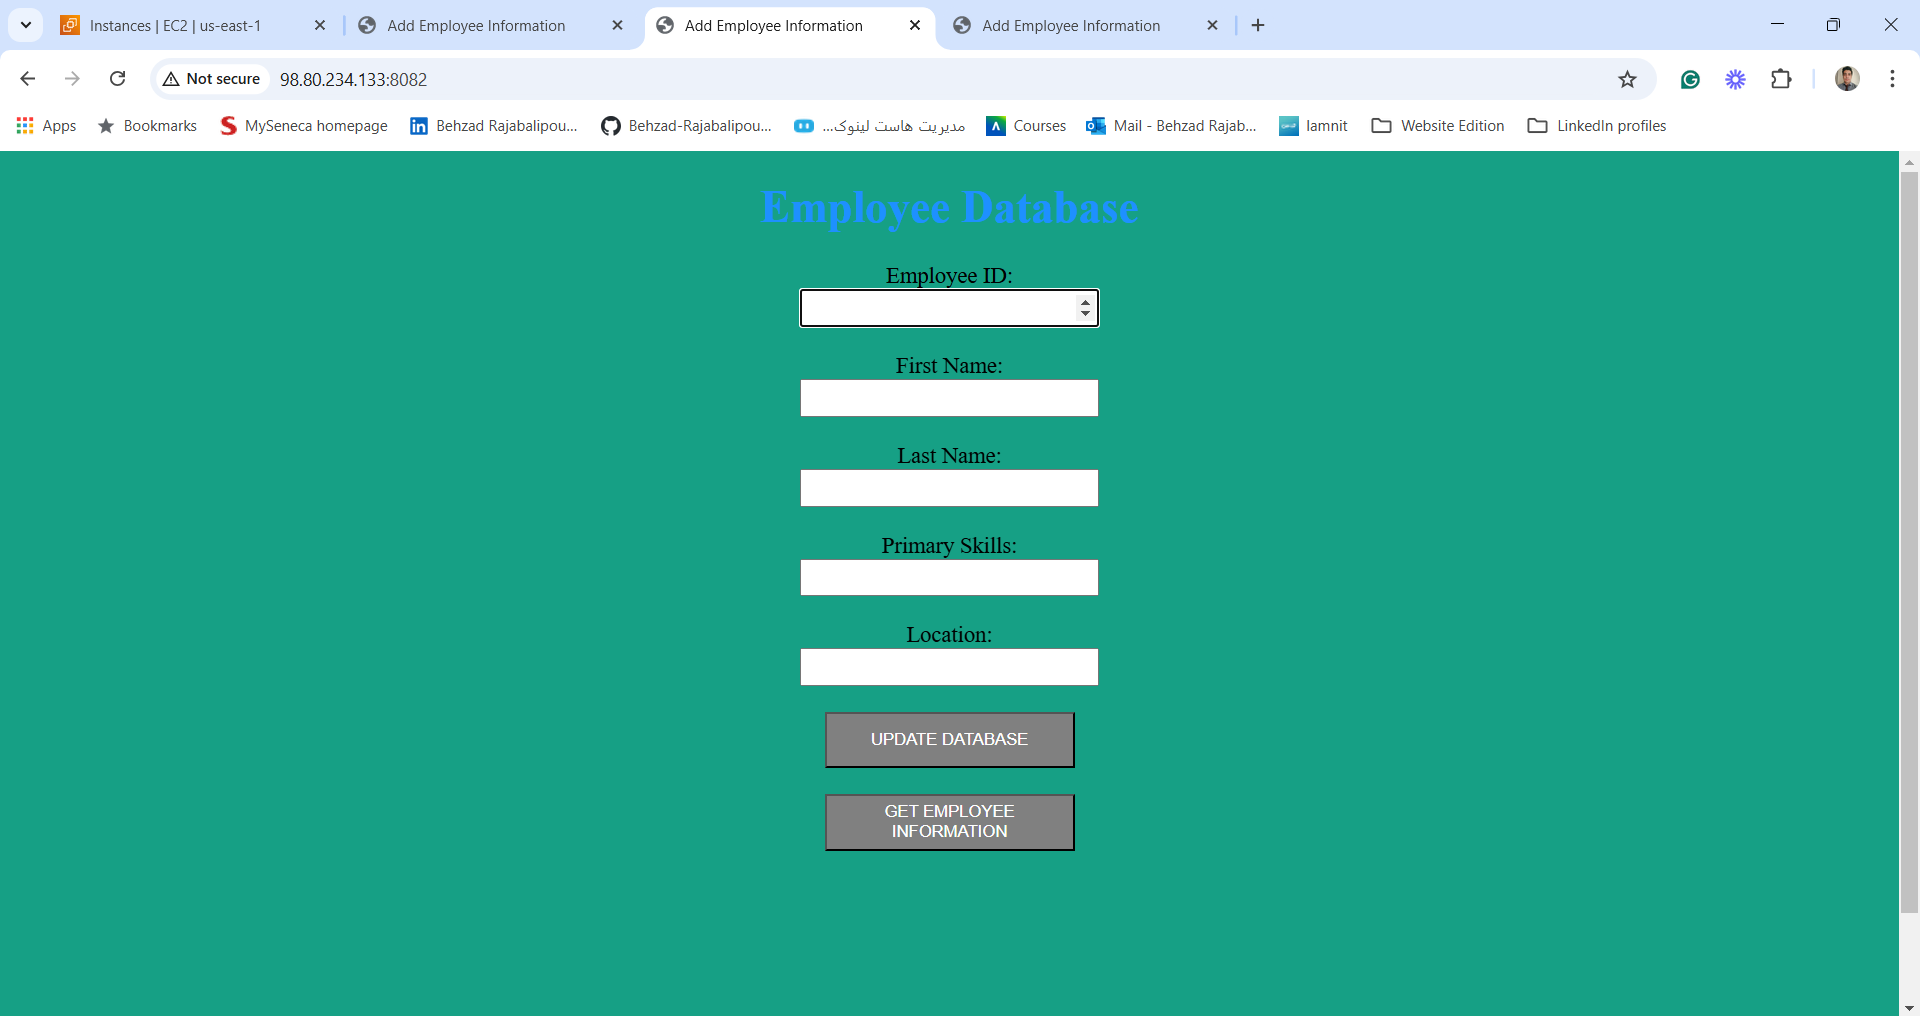 Instances | EC2 | us-east-1
Add Employee Information
Add Employee Information
Add Employee Information
Not secure
98.80.234.133:8082
Apps
Bookmarks
MySeneca homepage
Behzad Rajabalipou...
Behzad-Rajabalipou...
مدیریت هاست لینوک...
Courses
Mail - Behzad Rajab...
Iamnit
Website Edition
LinkedIn profiles
Employee Database
Employee ID:
First Name:
Last Name:
Primary Skills:
Location:
UPDATE DATABASE
GET EMPLOYEE
INFORMATION